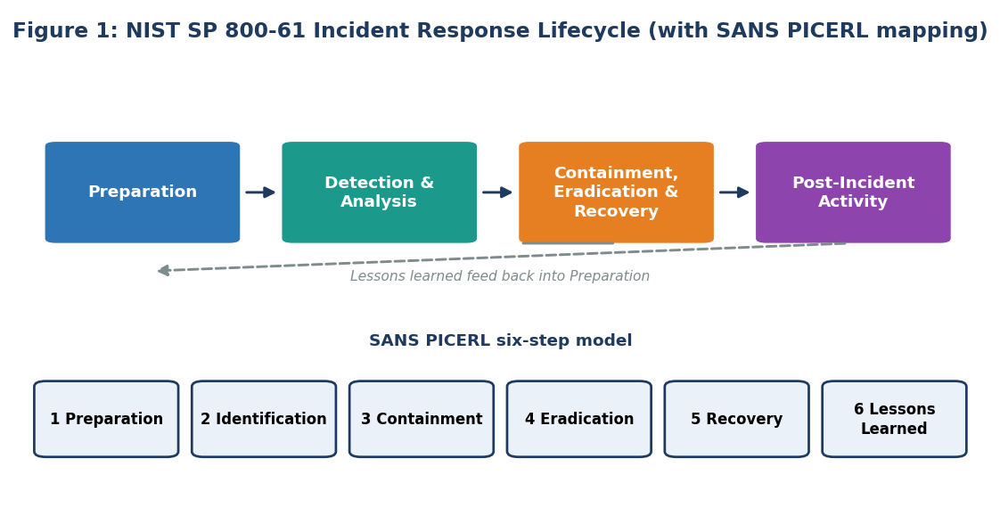 Figure 1: NIST SP 800-61 Incident Response Lifecycle (with SANS PICERL mapping)
Preparation
Detection &
Analysis
Containment,
Eradication &
Recovery
Post-Incident
Activity
Lessons learned feed back into Preparation
SANS PICERL six-step model
1 Preparation
2 Identification
3 Containment
4 Eradication
5 Recovery
6 Lessons
Learned